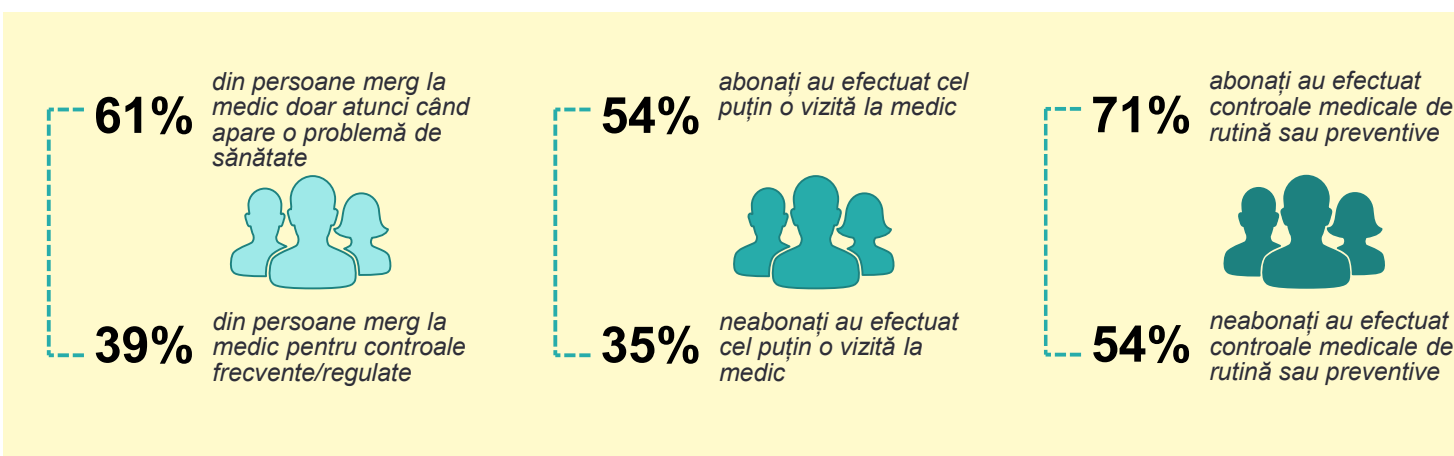 61%
din persoane merg la
medic doar atunci când
apare o problemă de
sănătate
39%
din persoane merg la
medic pentru controale
frecvente/regulate
54%
abonați au efectuat cel
puțin o vizită la medic
35%
neabonați au efectuat
cel puțin o vizită la
medic
71%
abonați au efectuat
controale medicale de
rutină sau preventive
54%
neabonați au efectuat
controale medicale de
rutină sau preventive